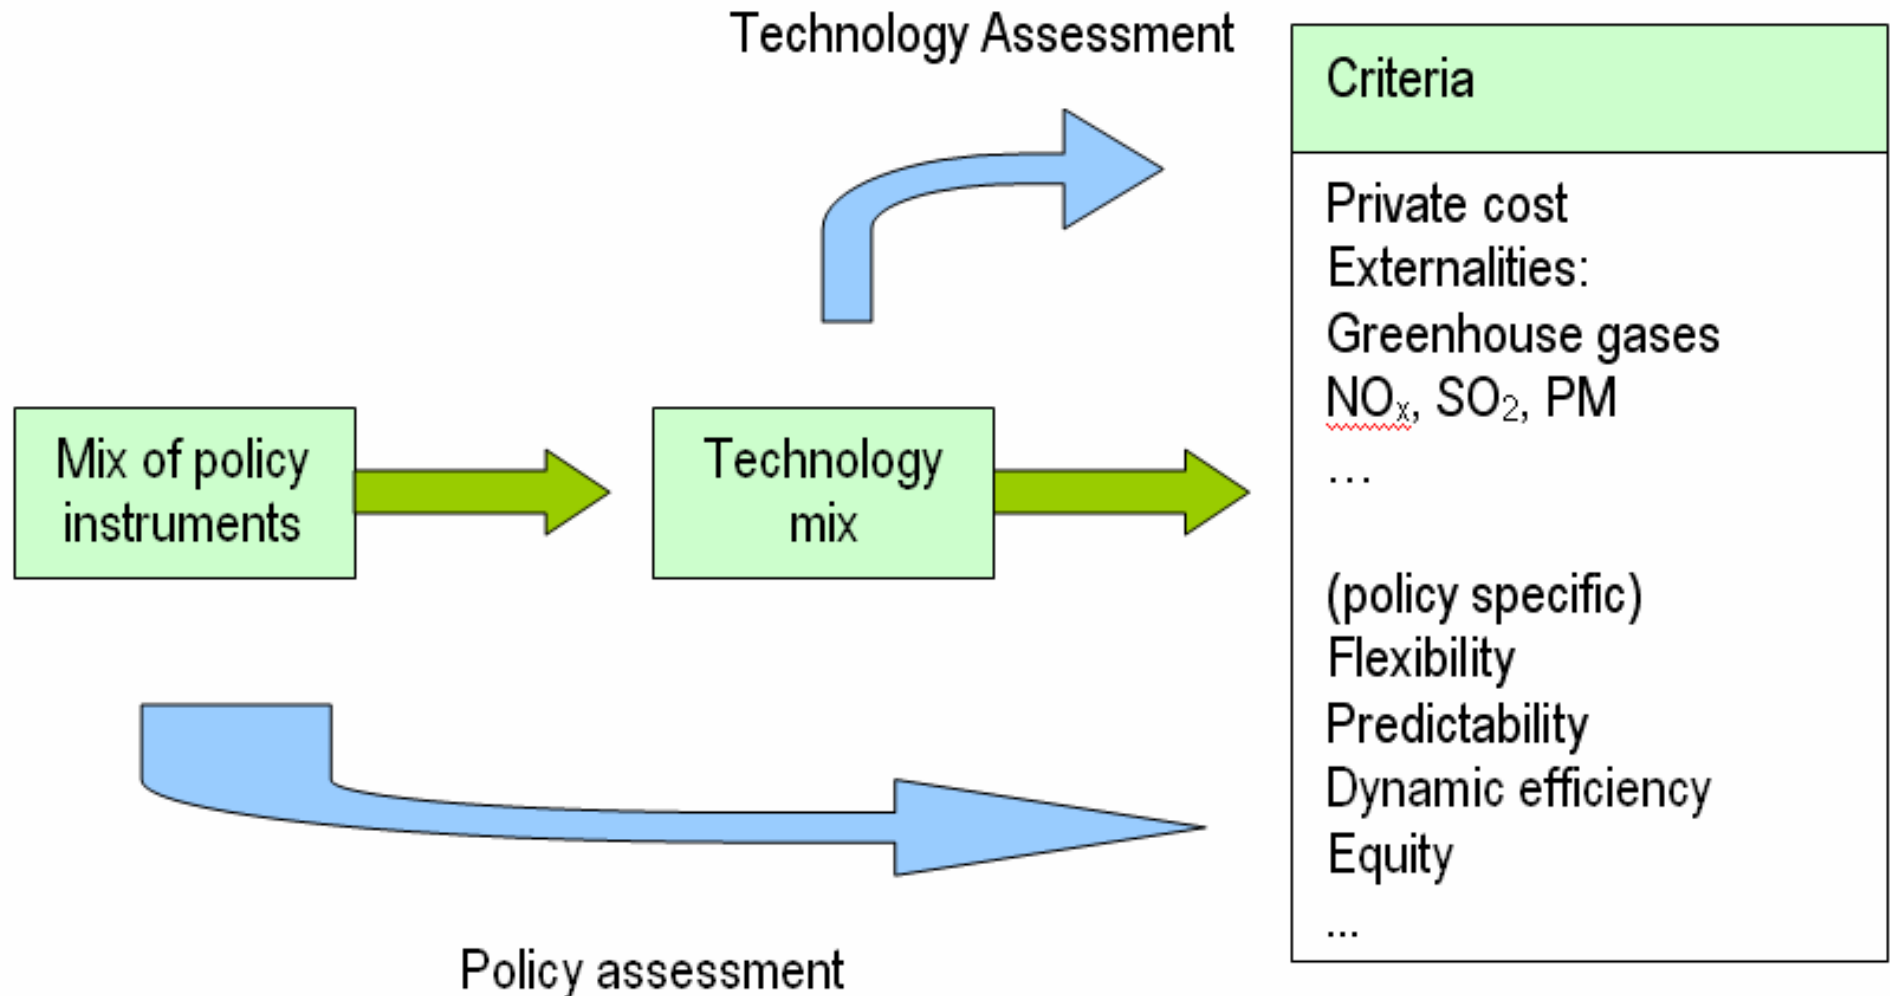 Technology Assessment
Mix of policy
instruments
Technology
mix
Criteria
Private cost
Externalities:
Greenhouse gases
NOₓ, SO₂, PM
…
(policy specific)
Flexibility
Predictability
Dynamic efficiency
Equity
...
Policy assessment